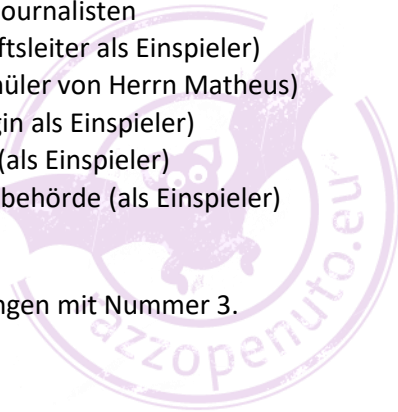 ournalisten
ftsleiter als Einspieler)
hüler von Herrn Matheus)
gin als Einspieler)
(als Einspieler)
behörde (als Einspieler)
ngen mit Nummer 3.
azzopenuto.eu